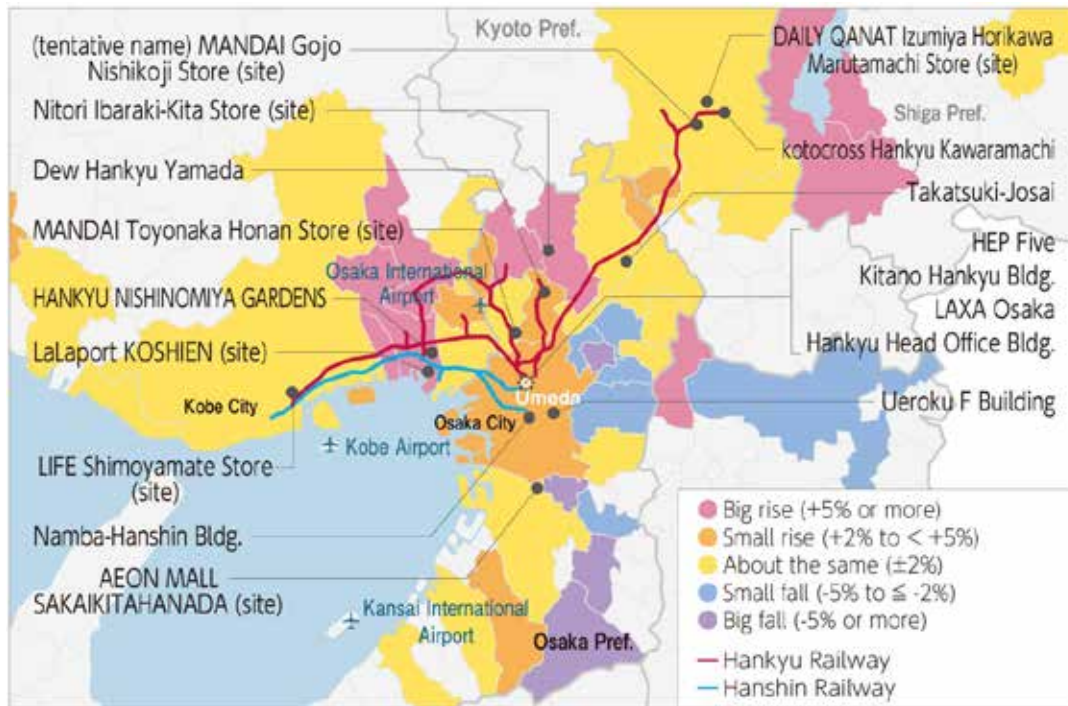 Kyoto Pref.
(tentative name) MANDAI Gojo
Nishikoji Store (site)
DAILY QANAT Izumiya Horikawa
Marutamachi Store (site)
Nitori Ibaraki-Kita Store (site)
Shiga Pref.
kotocross Hankyu Kawaramachi
Dew Hankyu Yamada
Takatsuki-Josai
MANDAI Toyonaka Honan Store (site)
HEP Five
Osaka International
Airport
Kitano Hankyu Bldg.
HANKYU NISHINOMIYA GARDENS
LAXA Osaka
Hankyu Head Office Bldg.
LaLaport KOSHIEN (site)
Kobe City
Umeda
Ueroku F Building
Osaka City
Kobe Airport
LIFE Shimoyamate Store
(site)
Namba-Hanshin Bldg.
AEON MALL
SAKAIKITAHANADA (site)
Kansai International
Airport
Osaka Pref.
Big rise (+5% or more)
Small rise (+2% to < +5%)
About the same (±2%)
Small fall (-5% to ≦ -2%)
Big fall (-5% or more)
Hankyu Railway
Hanshin Railway